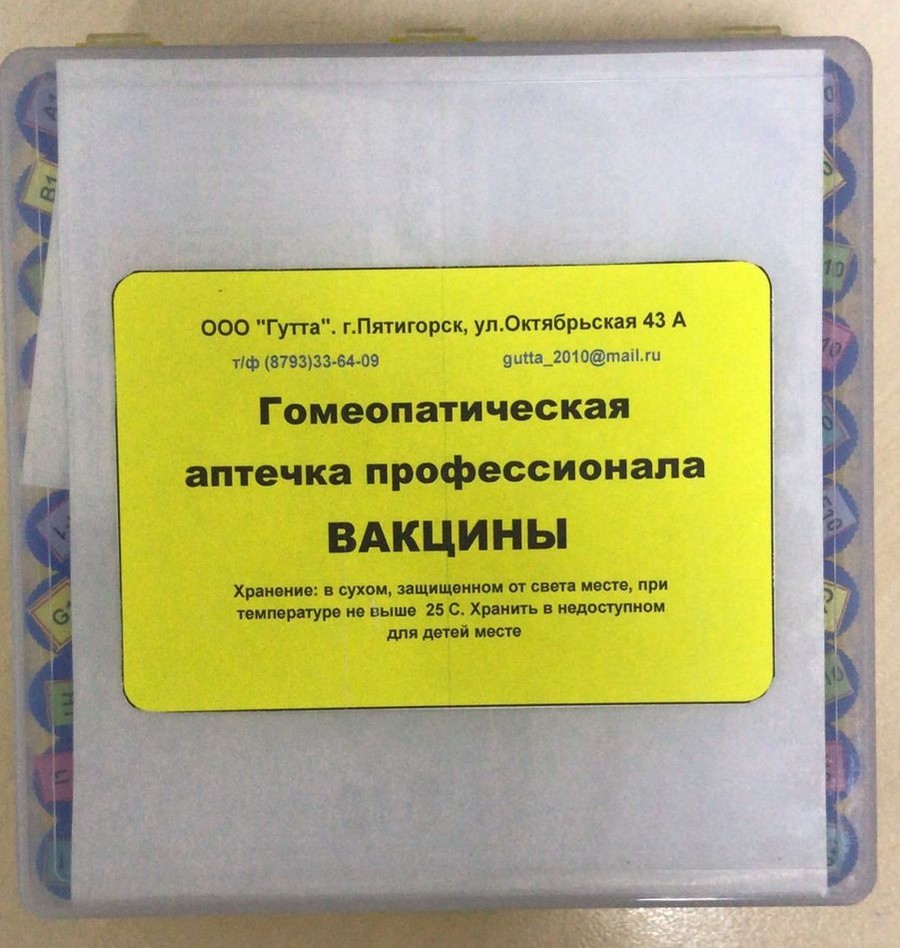 ООО "Гутта". г.Пятигорск, ул.Октябрьская 43 А
т/ф (8793)33-64-09 gutta_2010@mail.ru
Гомеопатическая
аптечка профессионала
ВАКЦИНЫ
Хранение: в сухом, защищенном от света месте, при
температуре не выше 25 С. Хранить в недоступном
для детей месте
B1